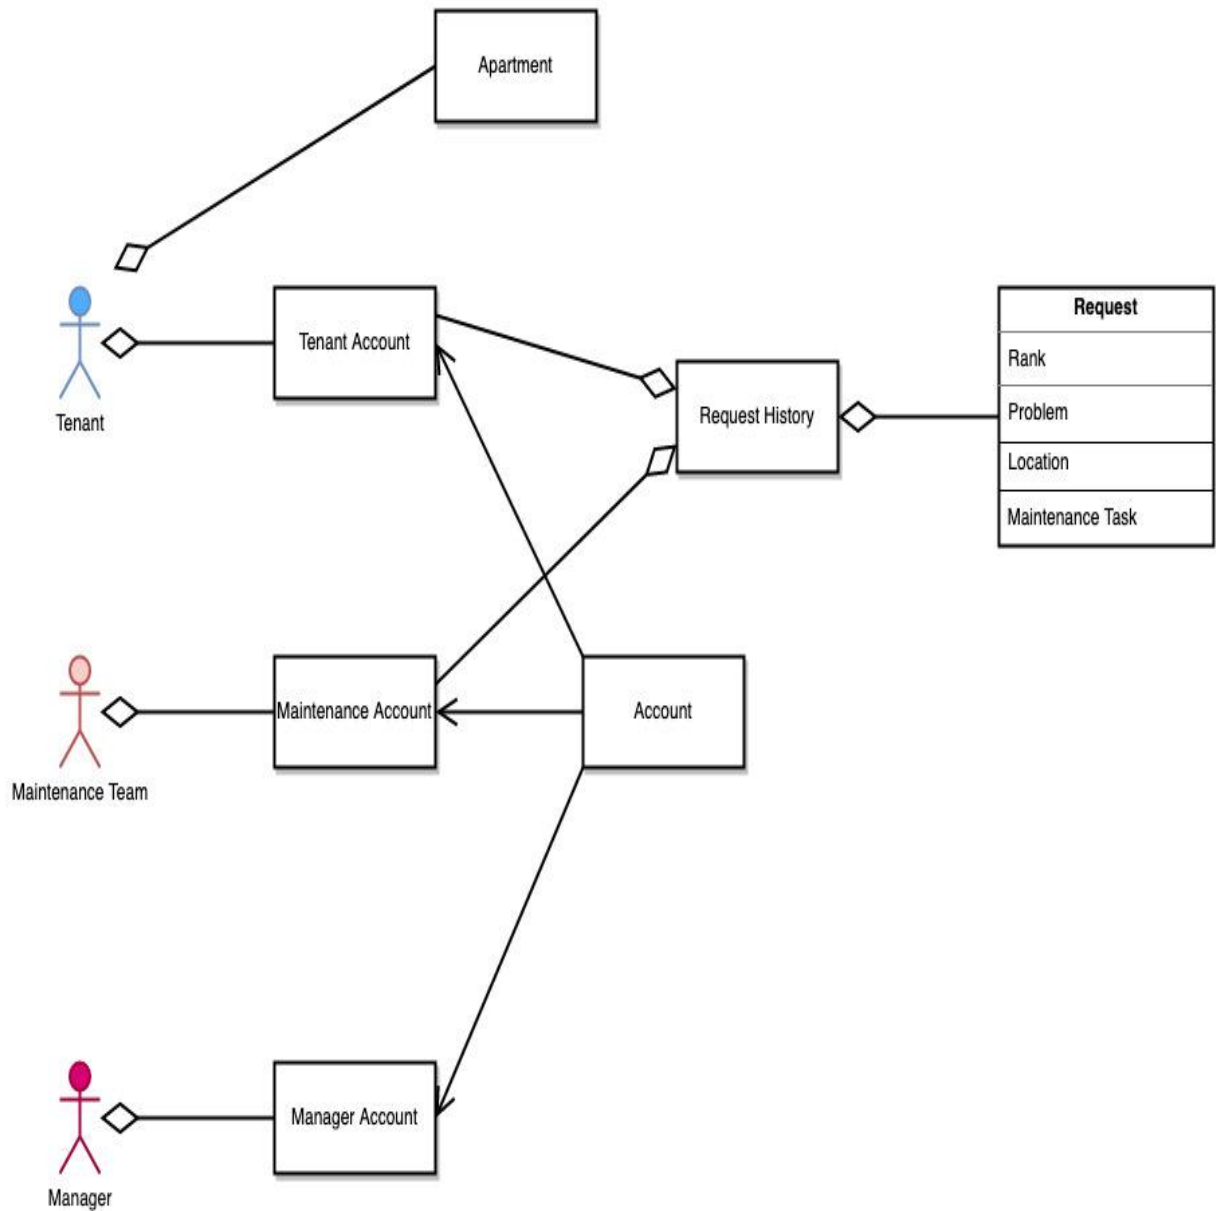 Apartment
Tenant Account
Request
Rank
Problem
Location
Maintenance Task
Request History
Tenant
Maintenance Account
Account
Maintenance Team
Manager Account
Manager